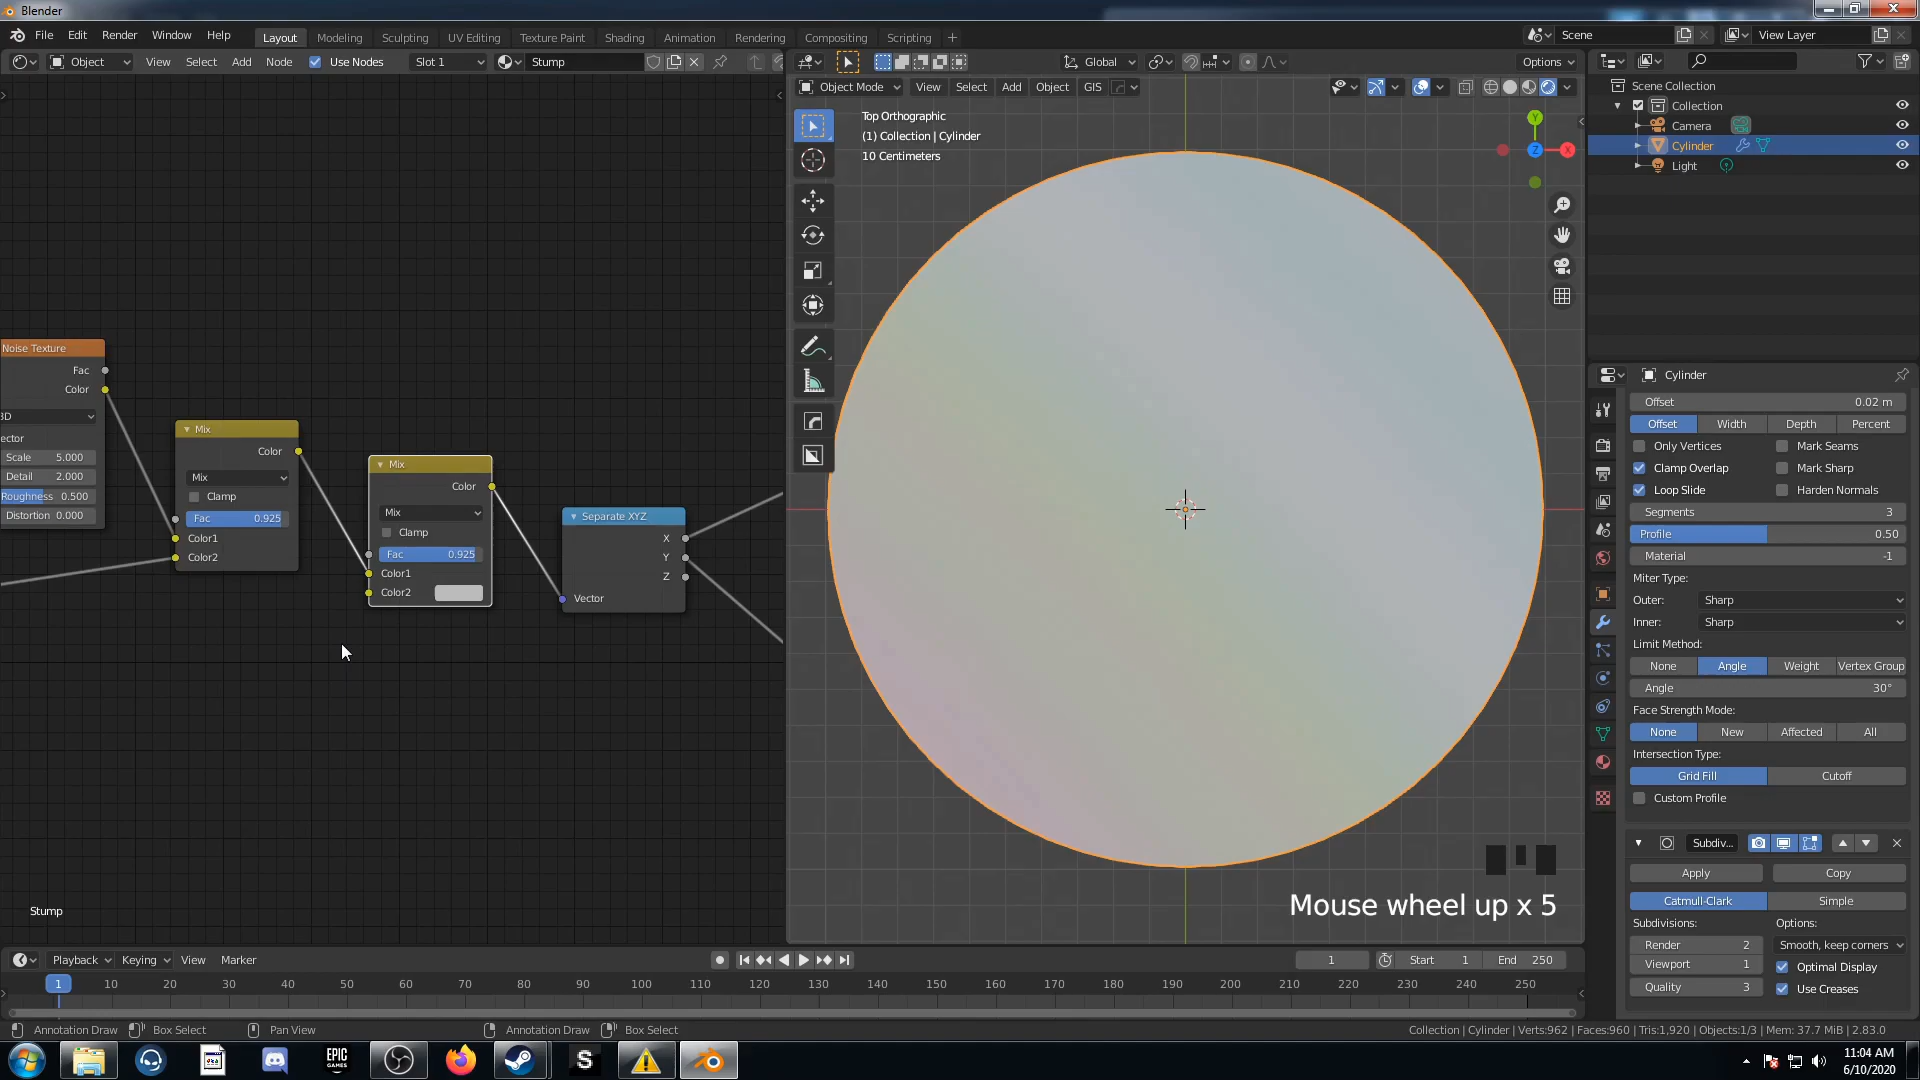 Blender
File Edit Render Window Help
Layout Modeling Sculpting UV Editing Texture Paint Shading Animation Rendering Compositing Scripting
Scene
View Layer
Object View Select Add Node Use Nodes Slot 1 Stump
Global
Options
Object Mode View Select Add Object GIS
Top Orthographic
(1) Collection | Cylinder
10 Centimeters
Y
Z
X
Scene Collection
Collection
Camera
Cylinder
Light
Noise Texture
Fac
Color
3D
ector
Scale 5.000
Detail 2.000
Roughness 0.500
Distortion 0.000
Mix
Color
Mix
Clamp
Fac 0.925
Color1
Color2
Mix
Color
Mix
Clamp
Fac 0.925
Color1
Color2
Separate XYZ
X
Y
Z
Vector
Stump
Mouse wheel up x 5
Cylinder
Offset 0.02 m
Offset Width Depth Percent
Only Vertices Mark Seams
Clamp Overlap Mark Sharp
Loop Slide Harden Normals
Segments 3
Profile 0.50
Material -1
Miter Type:
Outer: Sharp
Inner: Sharp
Limit Method:
None Angle Weight Vertex Group
Angle 30°
Face Strength Mode:
None New Affected All
Intersection Type:
Grid Fill Cutoff
Custom Profile
Subdiv...
Apply Copy
Catmull-Clark Simple
Subdivisions: Options:
Render 2 Smooth, keep corners
Viewport 1 Optimal Display
Quality 3 Use Creases
Playback Keying View Marker
1 Start 1 End 250
1 10 20 30 40 50 60 70 80 90 100 110 120 130 140 150 160 170 180 190 200 210 220 230 240 250
Annotation Draw Box Select Pan View Annotation Draw Box Select
Collection | Cylinder | Verts:962 | Faces:960 | Tris:1,920 | Objects:1/3 | Mem: 37.7 MiB | 2.83.0
EPIC GAMES
S
11:04 AM
6/10/2020